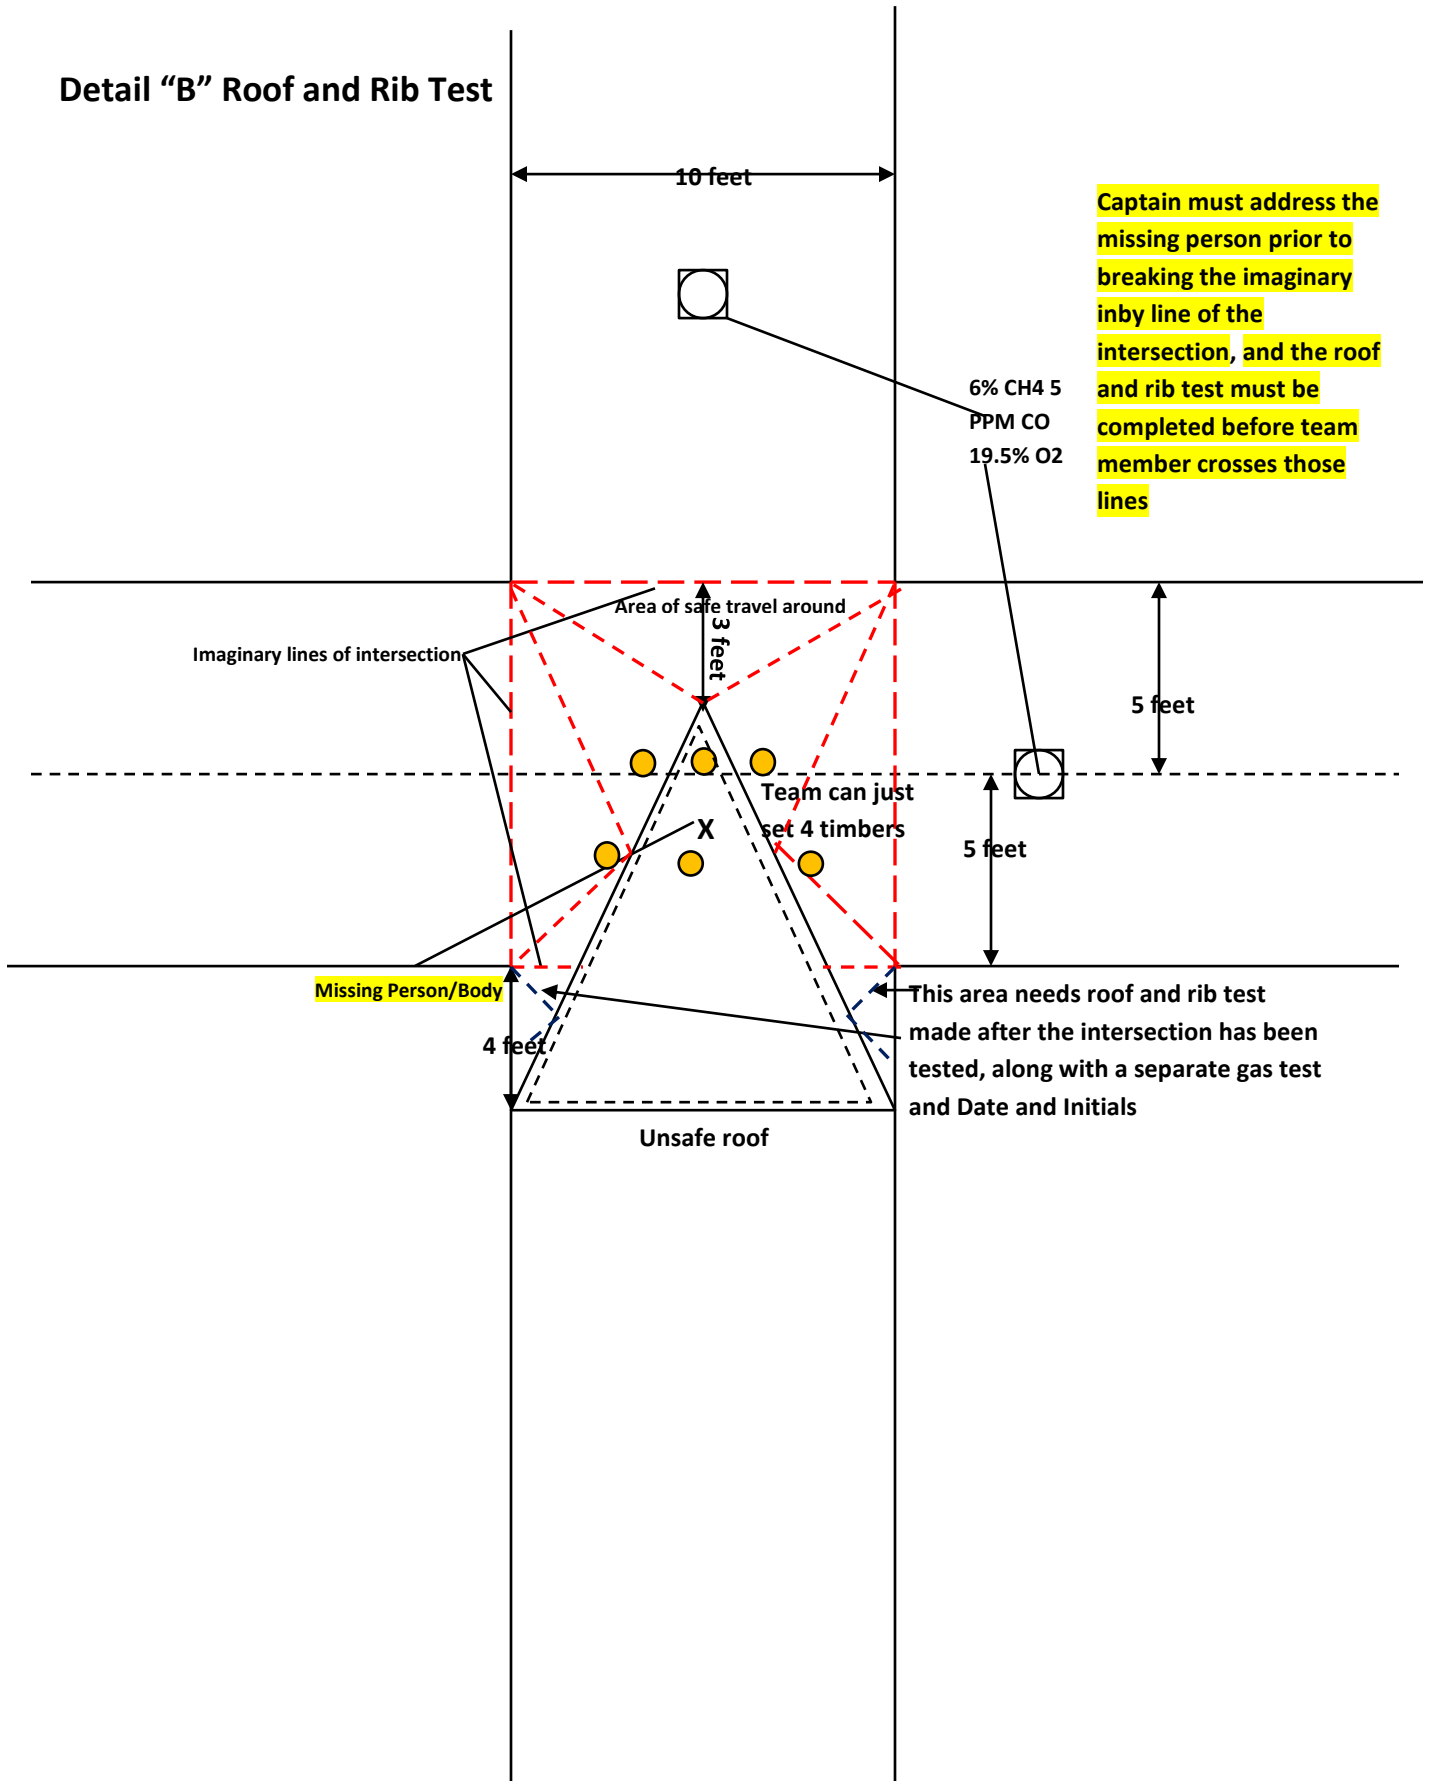 Detail “B” Roof and Rib Test
10 feet
Captain must address the
missing person prior to
breaking the imaginary
inby line of the
intersection, and the roof
and rib test must be
completed before team
member crosses those
lines
6% CH4 5
PPM CO
19.5% O2
Area of safe travel around
3 feet
Imaginary lines of intersection
5 feet
Team can just
set 4 timbers
X
5 feet
Missing Person/Body
This area needs roof and rib test
made after the intersection has been
tested, along with a separate gas test
and Date and Initials
4 feet
Unsafe roof